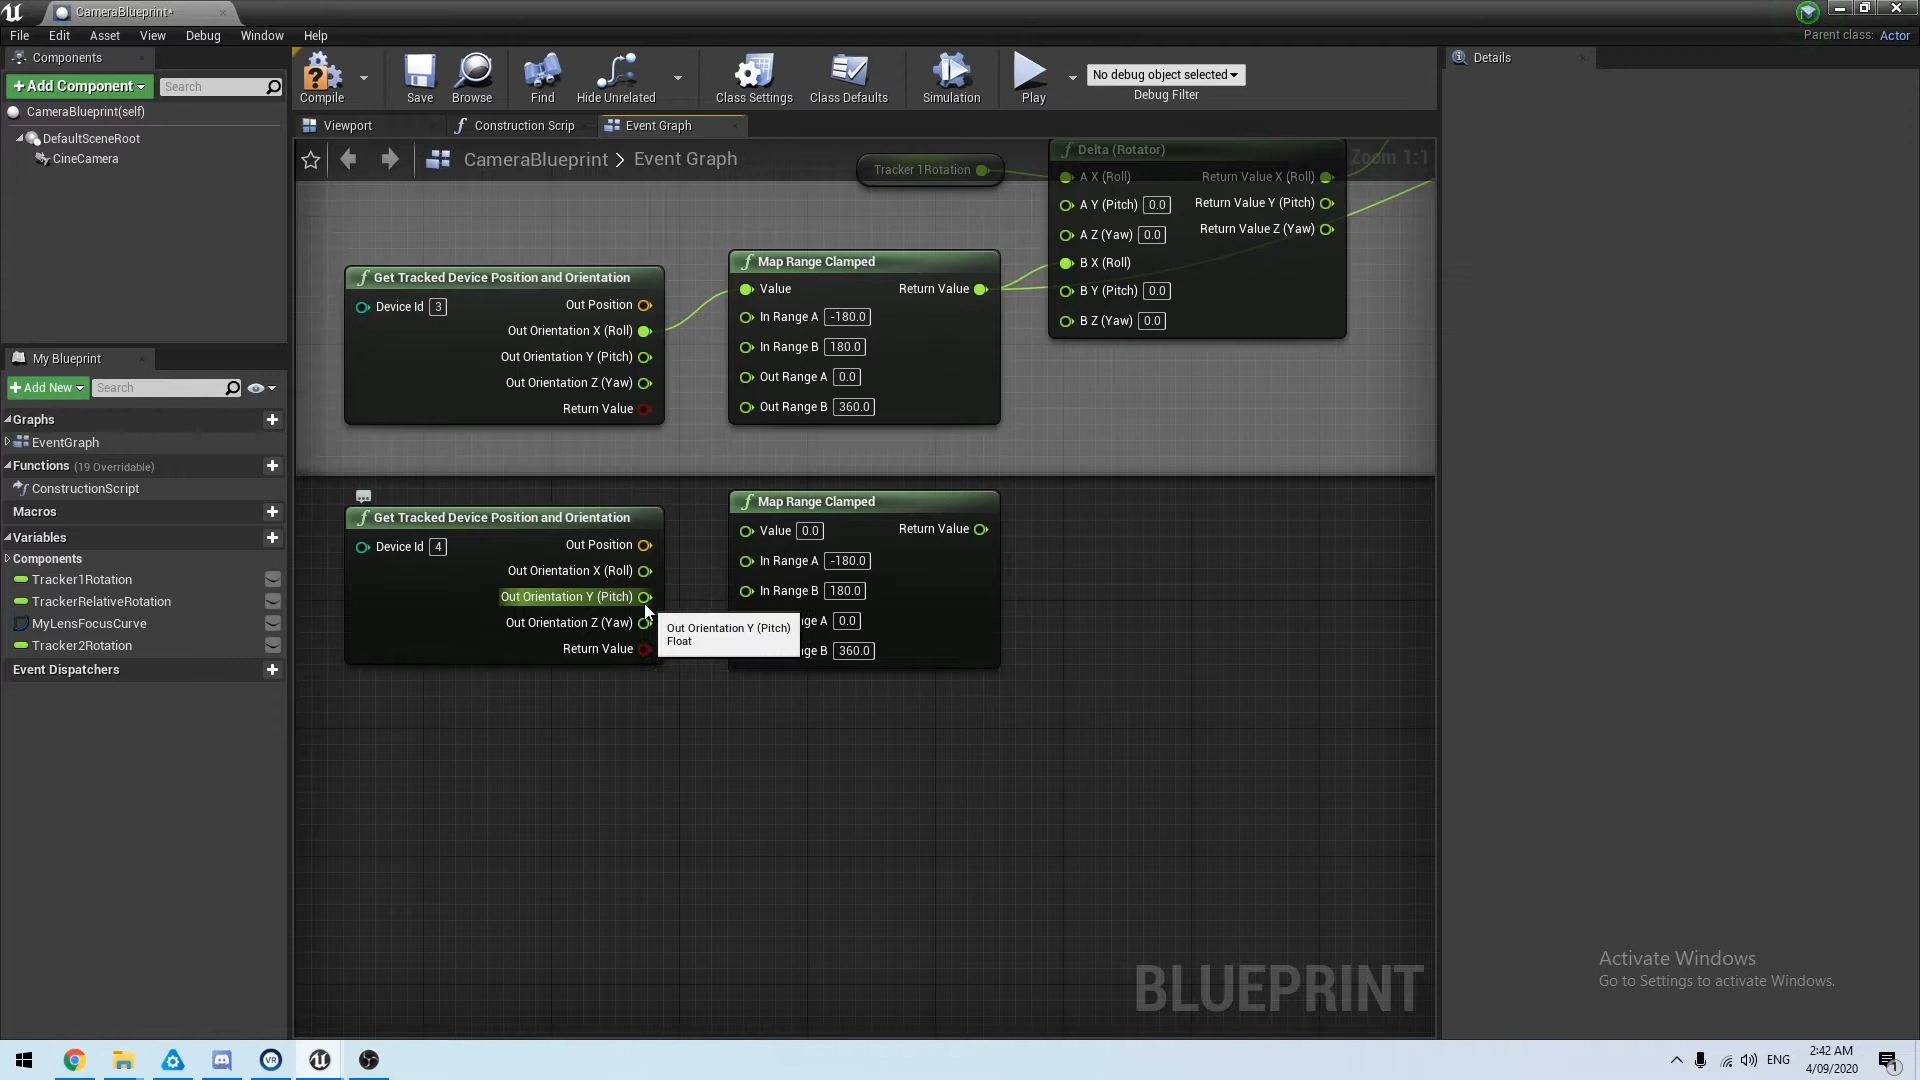 CameraBlueprint*
File Edit Asset View Debug Window Help
Parent class: Actor
Components
+Add Component
Search
CameraBlueprint(self)
DefaultSceneRoot
CineCamera
Compile
Save
Browse
Find
Hide Unrelated
Class Settings
Class Defaults
Simulation
Play
No debug object selected
Debug Filter
Details
Viewport
Construction Scrip
Event Graph
CameraBlueprint > Event Graph
Zoom 1:1
Tracker 1Rotation
Delta (Rotator)
A X (Roll)
Return Value X (Roll)
A Y (Pitch) 0.0
Return Value Y (Pitch)
A Z (Yaw) 0.0
Return Value Z (Yaw)
B X (Roll)
B Y (Pitch) 0.0
B Z (Yaw) 0.0
Get Tracked Device Position and Orientation
Device Id 3
Out Position
Out Orientation X (Roll)
Out Orientation Y (Pitch)
Out Orientation Z (Yaw)
Return Value
Map Range Clamped
Value
Return Value
In Range A -180.0
In Range B 180.0
Out Range A 0.0
Out Range B 360.0
My Blueprint
+Add New
Search
Graphs
EventGraph
Functions (19 Overridable)
ConstructionScript
Macros
Variables
Components
Tracker1Rotation
TrackerRelativeRotation
MyLensFocusCurve
Tracker2Rotation
Event Dispatchers
Get Tracked Device Position and Orientation
Device Id 4
Out Position
Out Orientation X (Roll)
Out Orientation Y (Pitch)
Out Orientation Z (Yaw)
Return Value
Map Range Clamped
Value 0.0
Return Value
In Range A -180.0
In Range B 180.0
nge A 0.0
nge B 360.0
Out Orientation Y (Pitch)
Float
BLUEPRINT
Activate Windows
Go to Settings to activate Windows.
ENG
2:42 AM
4/09/2020
1